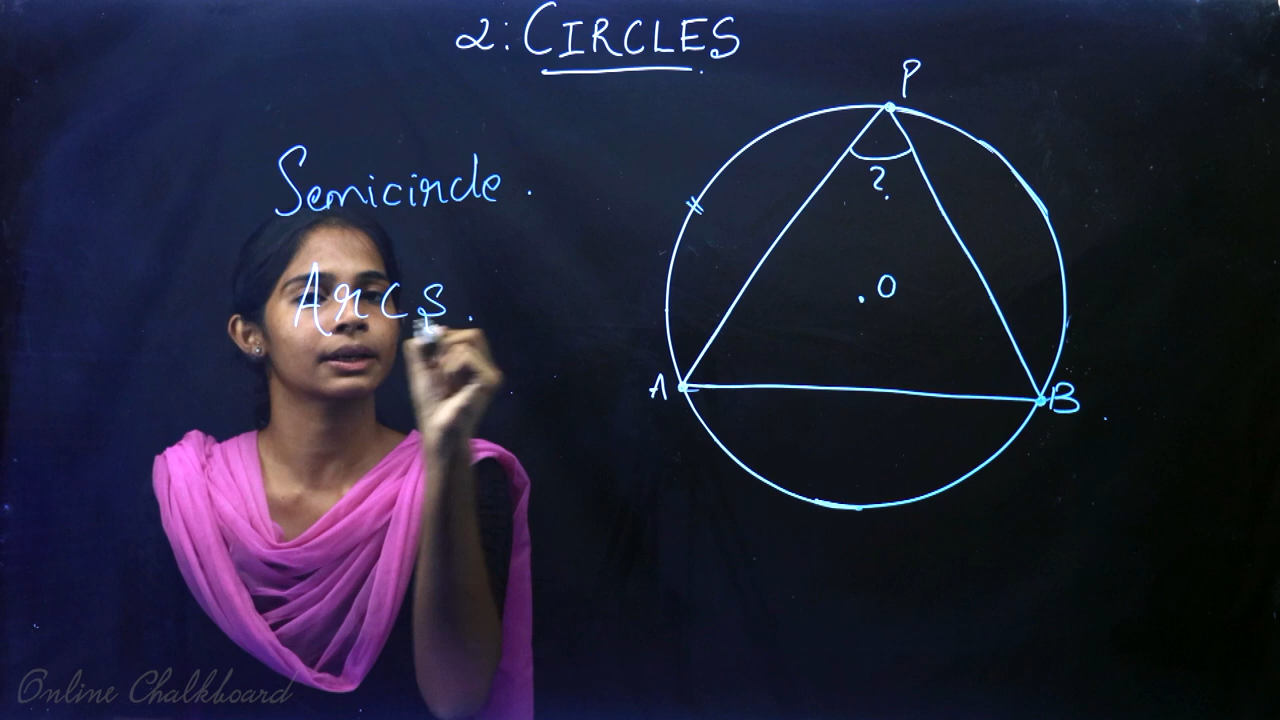 2: CIRCLES
P
Semicircle.
?
O
Arcs.
A
B
Online Chalkboard